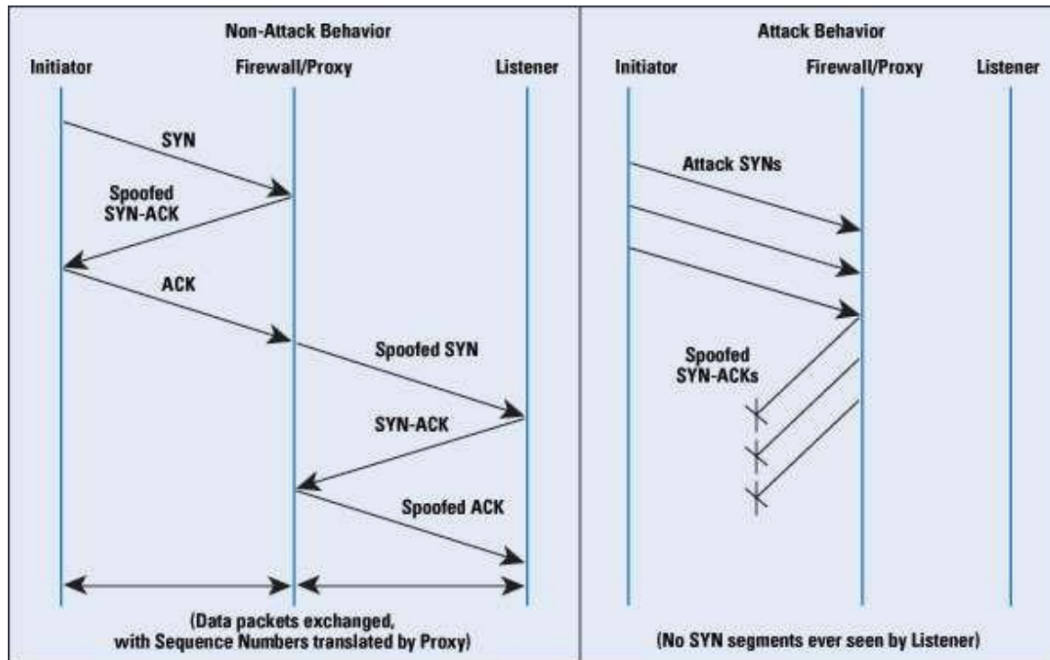 Non-Attack Behavior
Initiator
Firewall/Proxy
Listener
SYN
Spoofed
SYN-ACK
ACK
Spoofed SYN
SYN-ACK
Spoofed ACK
(Data packets exchanged,
with Sequence Numbers translated by Proxy)
Attack Behavior
Initiator
Firewall/Proxy
Listener
Attack SYNs
Spoofed
SYN-ACKs
(No SYN segments ever seen by Listener)